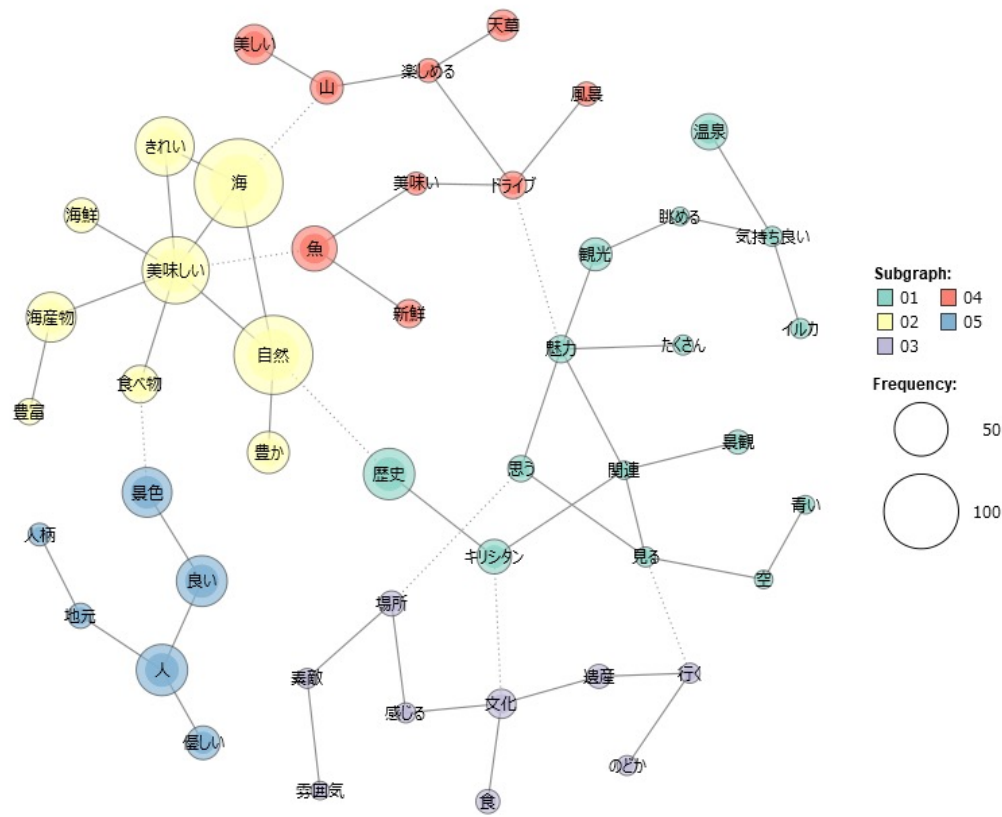 天草
美しい
楽しめる
山
風景
温泉
きれい
海
美味い
ドライブ
海鮮
眺める
気持ち良い
魚
観光
美味しい
新鮮
海産物
イルカ
魅力
たくさん
自然
食べ物
豊富
豊か
景観
思う
関連
歴史
景色
青い
人柄
キリシタン
見る
空
良い
場所
地元
人
素敵
遺産
行く
文化
感じる
優しい
のどか
雰囲気
食
Subgraph:
01 04
02 05
03
Frequency:
50
100